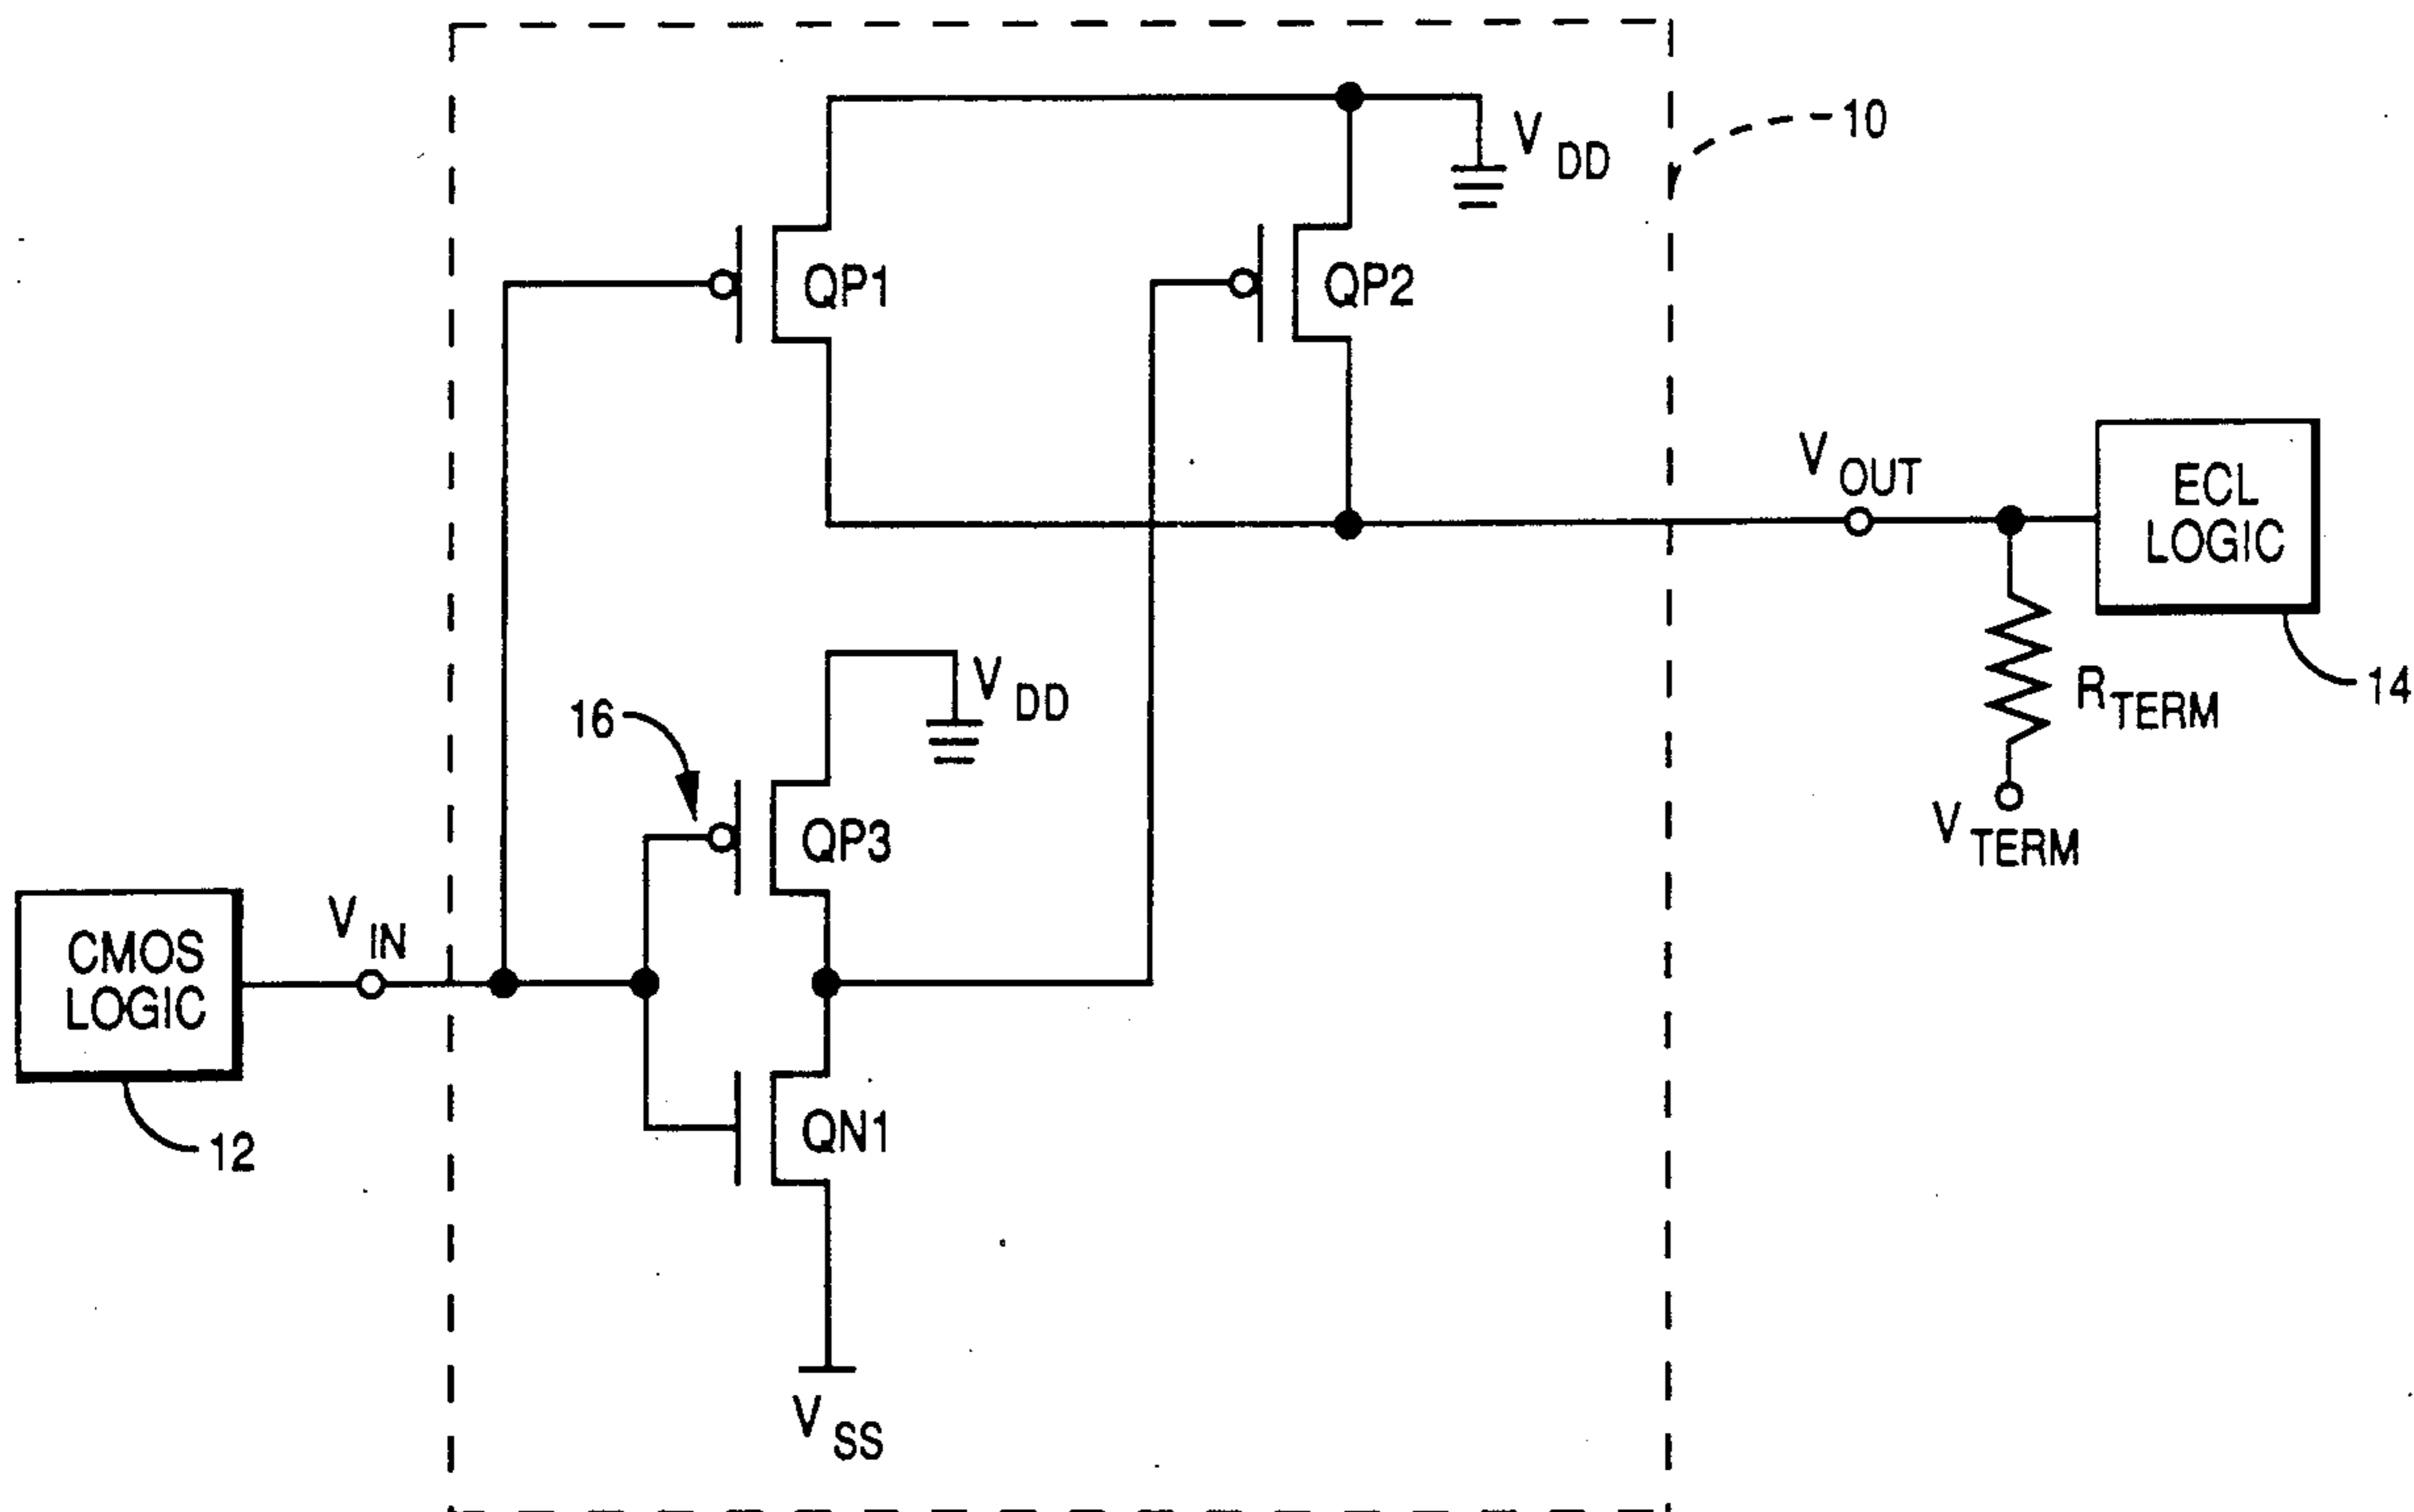 10
V DD
QP1
QP2
V OUT
ECL
LOGIC
14
R TERM
V TERM
V DD
16
QP3
V IN
CMOS
LOGIC
12
QN1
V SS